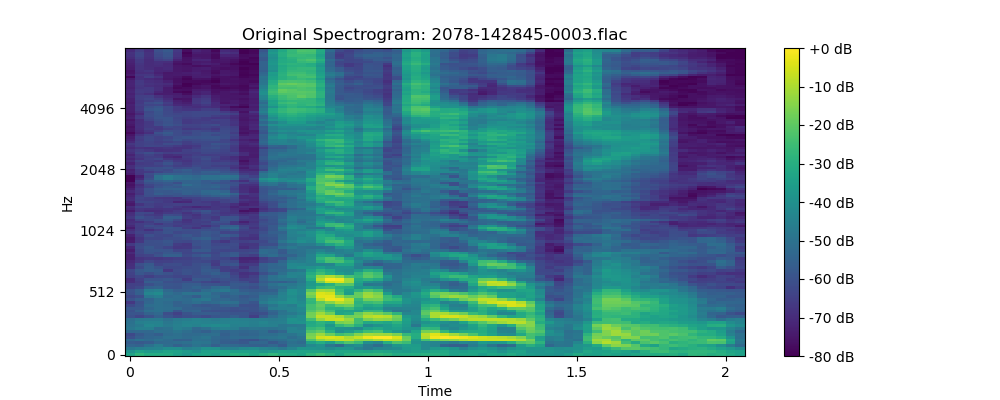 Original Spectrogram: 2078-142845-0003.flac
Hz
4096
2048
1024
512
0
0 0.5 1 1.5 2
Time
+0 dB
-10 dB
-20 dB
-30 dB
-40 dB
-50 dB
-60 dB
-70 dB
-80 dB